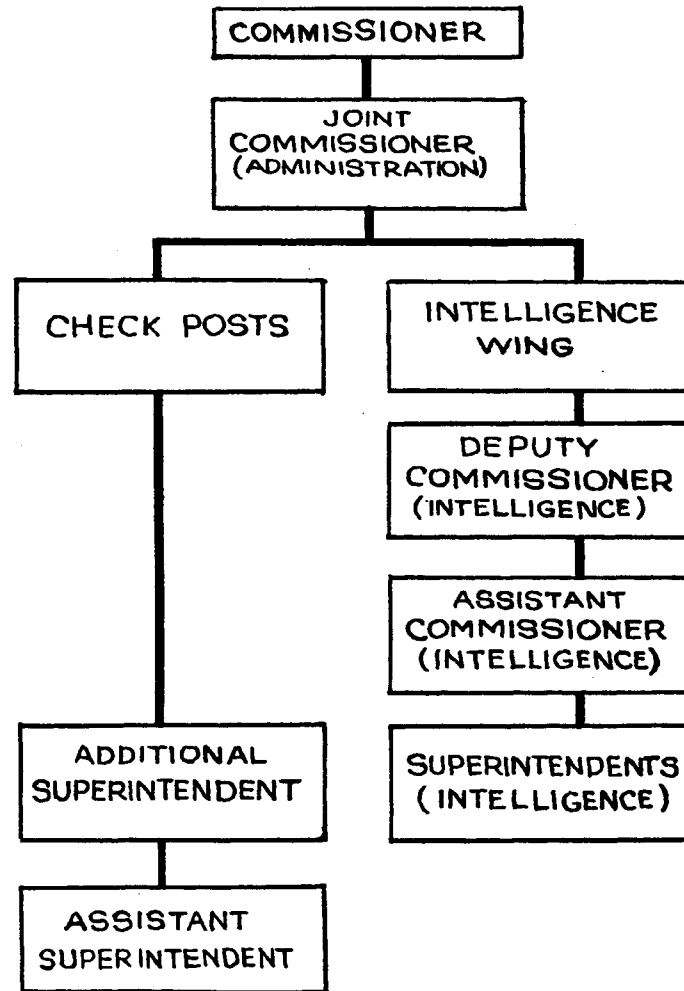 COMMISSIONER
JOINT
COMMISSIONER
(ADMINISTRATION)
CHECK POSTS
INTELLIGENCE
WING
DEPUTY
COMMISSIONER
(INTELLIGENCE)
ASSISTANT
COMMISSIONER
(INTELLIGENCE)
ADDITIONAL
SUPERINTENDENT
SUPERINTENDENTS
(INTELLIGENCE)
ASSISTANT
SUPERINTENDENT